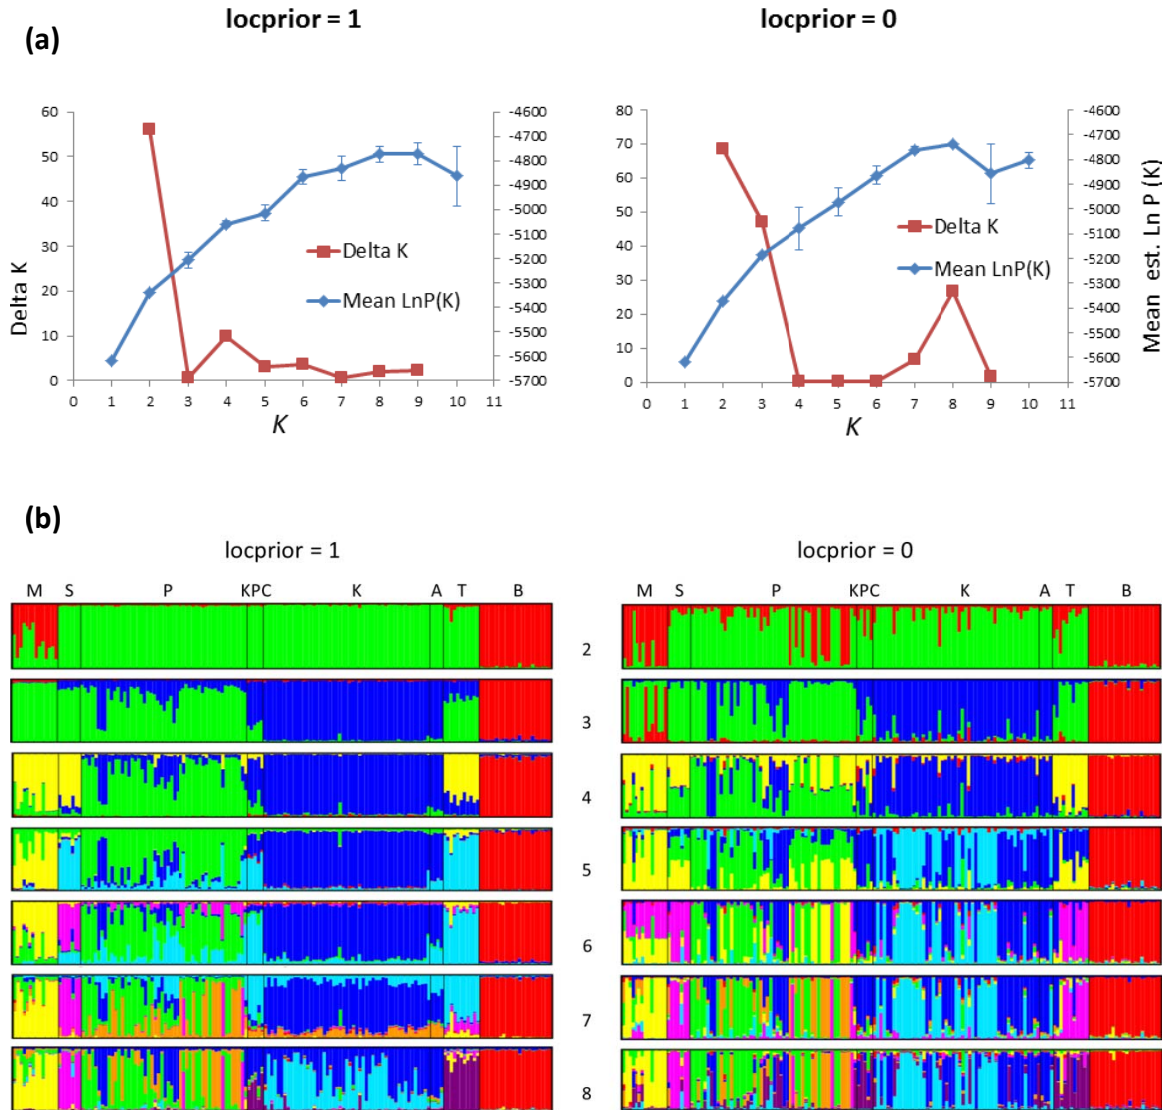 locprior = 1
locprior = 0
(a)
60
50
40
30
20
10
0
Delta K
-4600
-4700
-4800
-4900
-5000
-5100
-5200
-5300
-5400
-5500
-5600
-5700
0 1 2 3 4 5 6 7 8 9 10 11
K
Delta K
Mean LnP(K)
80
70
60
50
40
30
20
10
0
-4600
-4700
-4800
-4900
-5000
-5100
-5200
-5300
-5400
-5500
-5600
-5700
Mean est. Ln P (K)
0 1 2 3 4 5 6 7 8 9 10 11
K
Delta K
Mean LnP(K)
(b)
locprior = 1
locprior = 0
M S P KPC K A T B
M S P KPC K A T B
2
3
4
5
6
7
8